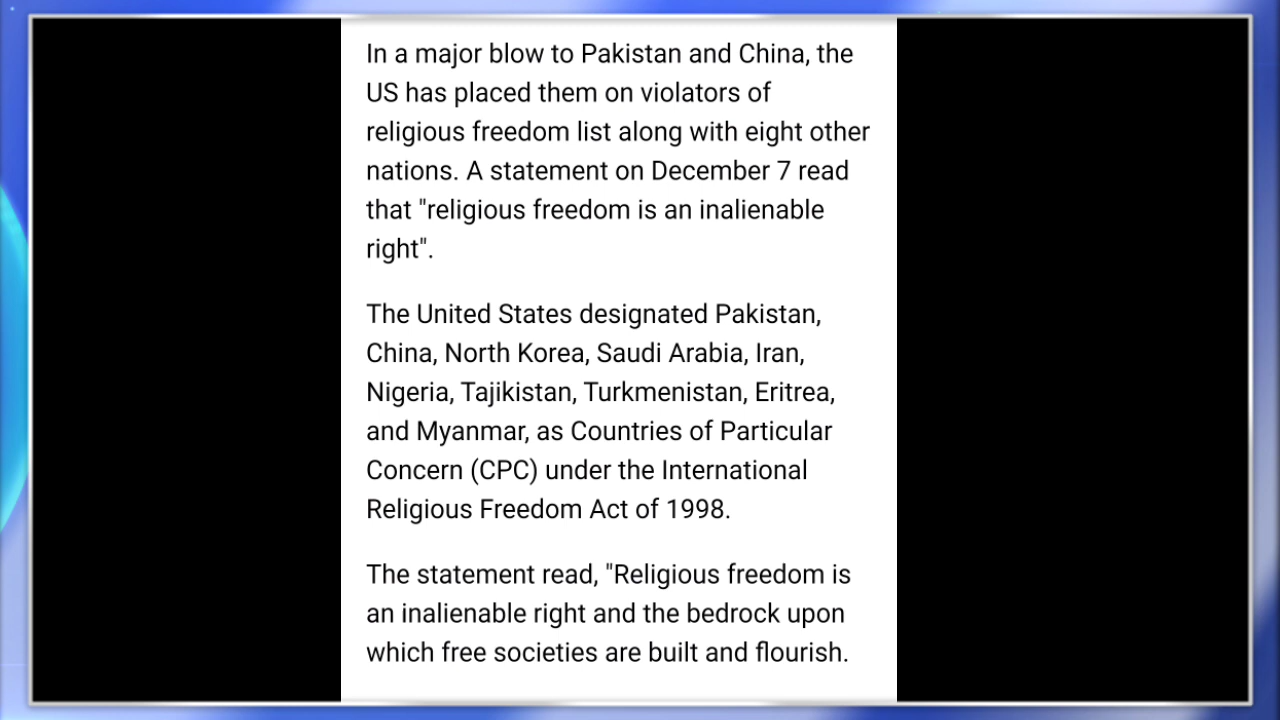 In a major blow to Pakistan and China, the
US has placed them on violators of
religious freedom list along with eight other
nations. A statement on December 7 read
that "religious freedom is an inalienable
right".
The United States designated Pakistan,
China, North Korea, Saudi Arabia, Iran,
Nigeria, Tajikistan, Turkmenistan, Eritrea,
and Myanmar, as Countries of Particular
Concern (CPC) under the International
Religious Freedom Act of 1998.
The statement read, "Religious freedom is
an inalienable right and the bedrock upon
which free societies are built and flourish.